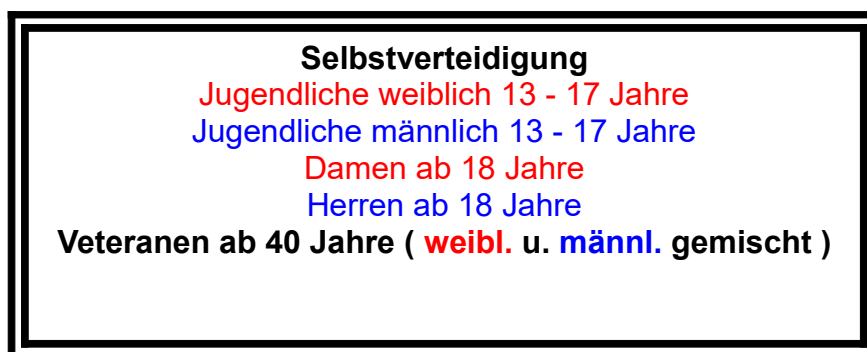 Selbstverteidigung
Jugendliche weiblich 13 - 17 Jahre
Jugendliche männlich 13 - 17 Jahre
Damen ab 18 Jahre
Herren ab 18 Jahre
Veteranen ab 40 Jahre ( weibl. u. männl. gemischt )